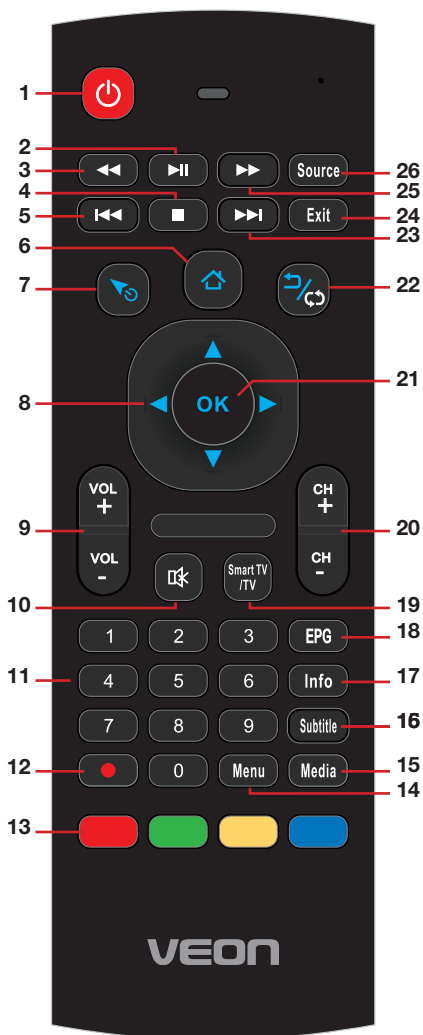 1
2
3
4
5
6
7
8
9
10
11
12
13
Source
Exit
OK
VOL
+
VOL
-
CH
+
CH
-
Smart TV
/TV
1 2 3 EPG
4 5 6 Info
7 8 9 Subtitle
0 Menu Media
VEON
26
25
24
23
22
21
20
19
18
17
16
15
14